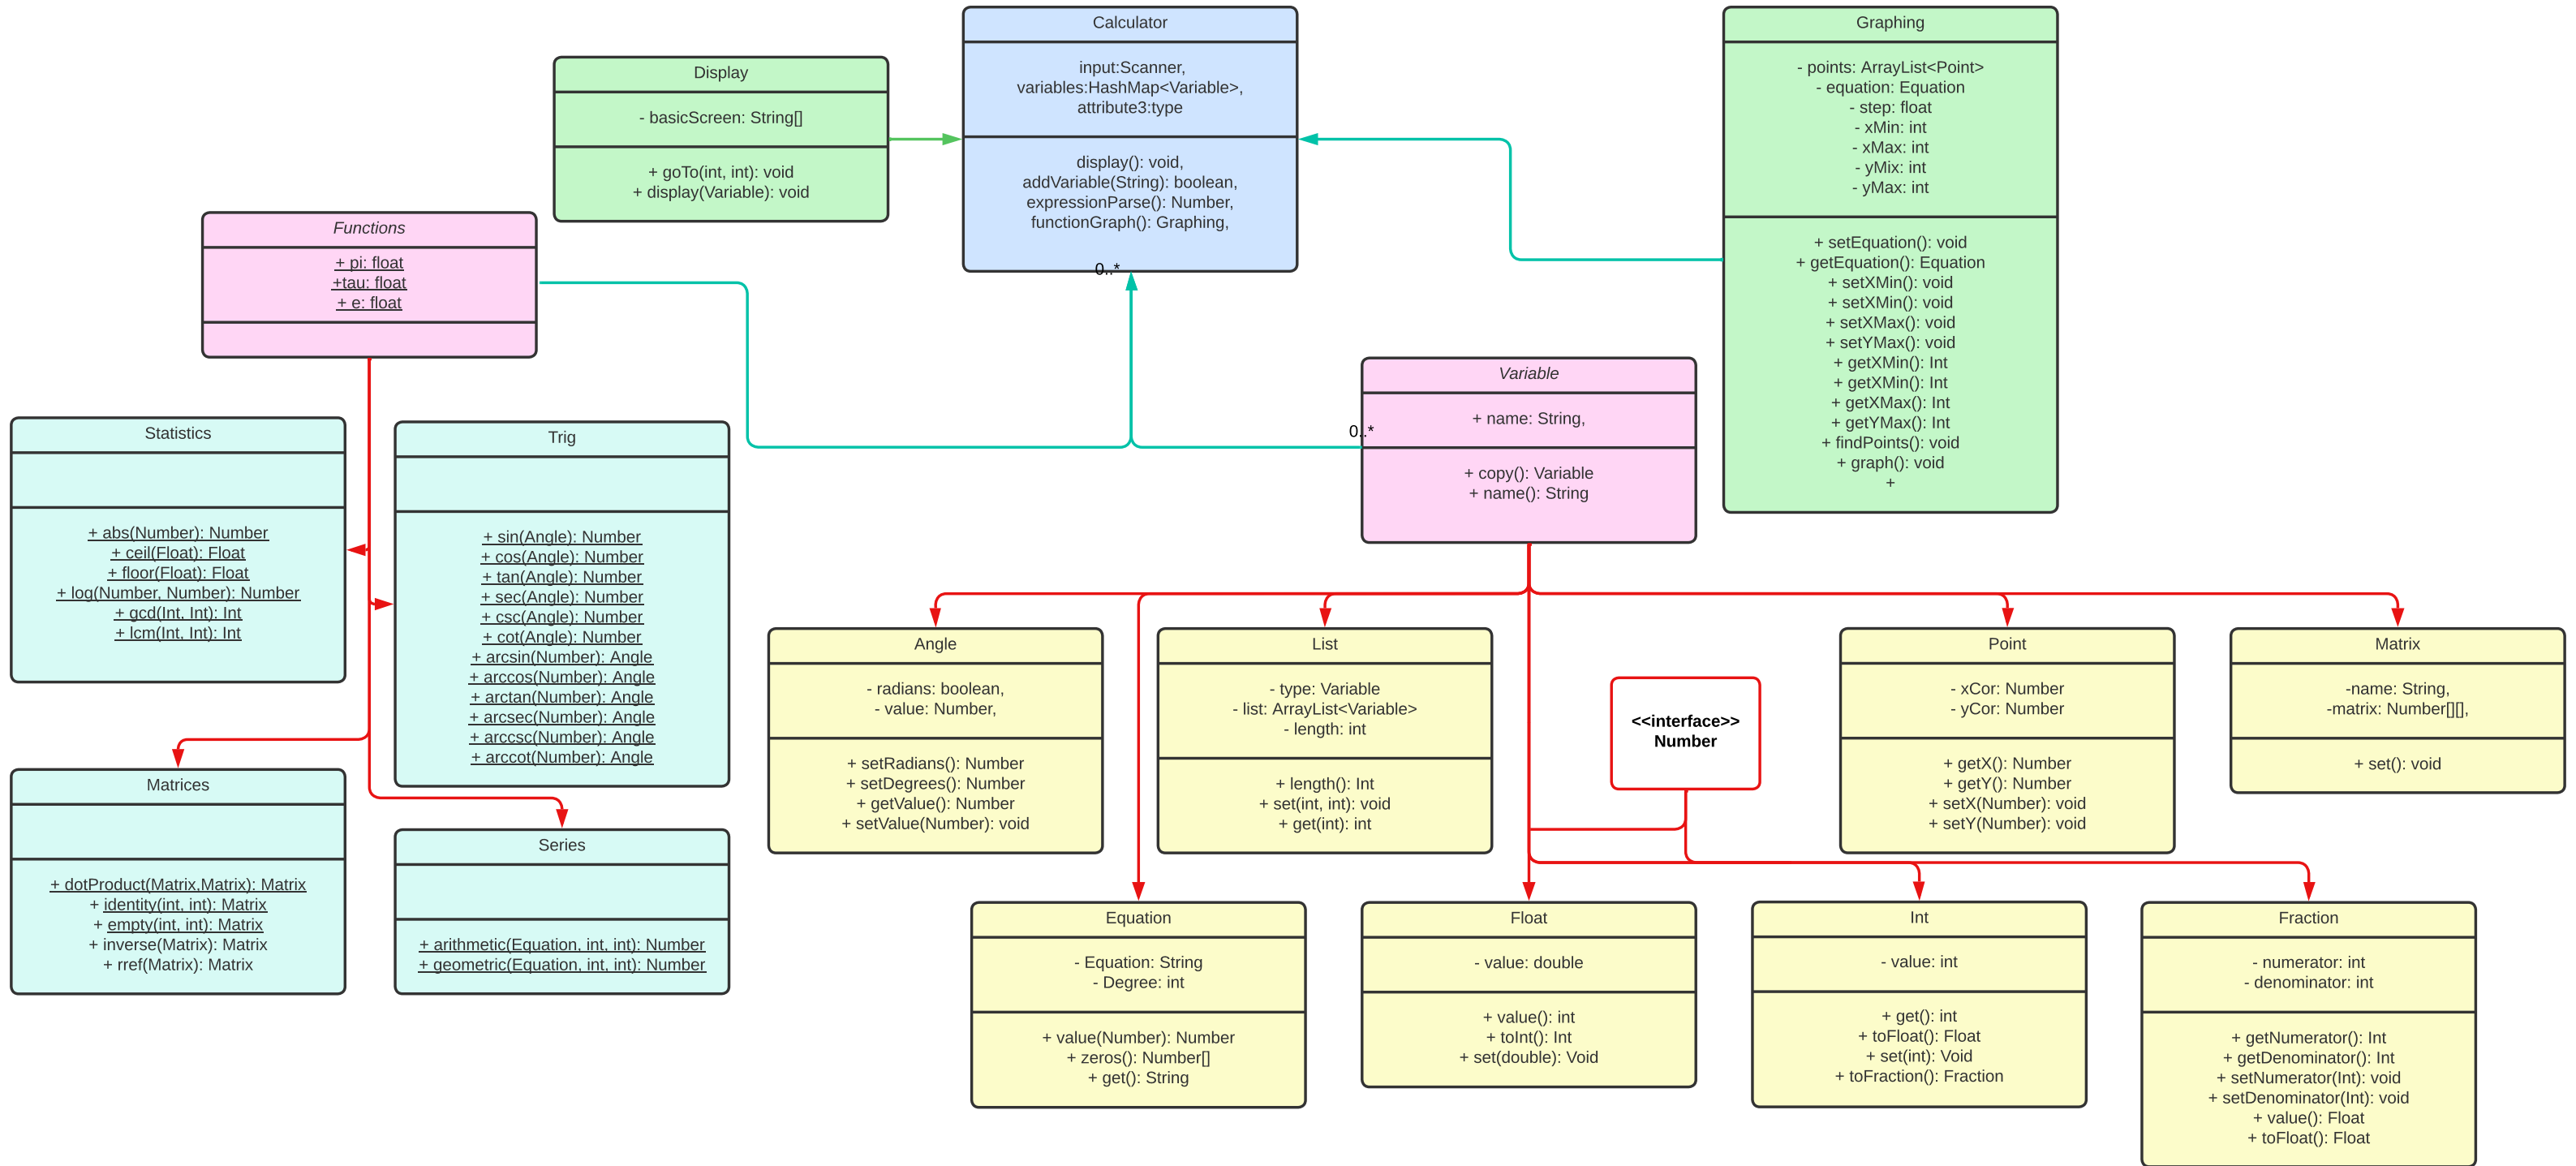 Calculator
input:Scanner,
variables:HashMap<Variable>,
attribute3:type
display(): void,
addVariable(String): boolean,
expressionParse(): Number,
functionGraph(): Graphing,
0..*
Graphing
- points: ArrayList<Point>
- equation: Equation
- step: float
- xMin: int
- xMax: int
- yMix: int
- yMax: int
+ setEquation(): void
+ getEquation(): Equation
+ setXMin(): void
+ setXMin(): void
+ setXMax(): void
+ setYMax(): void
+ getXMin(): Int
+ getXMin(): Int
+ getXMax(): Int
+ getYMax(): Int
+ findPoints(): void
+ graph(): void
+
Display
- basicScreen: String[]
+ goTo(int, int): void
+ display(Variable): void
Functions
+ pi: float
+tau: float
+ e: float
Variable
+ name: String,
0..*
+ copy(): Variable
+ name(): String
Statistics
+ abs(Number): Number
+ ceil(Float): Float
+ floor(Float): Float
+ log(Number, Number): Number
+ gcd(Int, Int): Int
+ lcm(Int, Int): Int
Trig
+ sin(Angle): Number
+ cos(Angle): Number
+ tan(Angle): Number
+ sec(Angle): Number
+ csc(Angle): Number
+ cot(Angle): Number
+ arcsin(Number): Angle
+ arccos(Number): Angle
+ arctan(Number): Angle
+ arcsec(Number): Angle
+ arccsc(Number): Angle
+ arccot(Number): Angle
Angle
- radians: boolean,
- value: Number,
+ setRadians(): Number
+ setDegrees(): Number
+ getValue(): Number
+ setValue(Number): void
List
- type: Variable
- list: ArrayList<Variable>
- length: int
+ length(): Int
+ set(int, int): void
+ get(int): int
<<interface>>
Number
Point
- xCor: Number
- yCor: Number
+ getX(): Number
+ getY(): Number
+ setX(Number): void
+ setY(Number): void
Matrix
-name: String,
-matrix: Number[][],
+ set(): void
Matrices
+ dotProduct(Matrix,Matrix): Matrix
+ identity(int, int): Matrix
+ empty(int, int): Matrix
+ inverse(Matrix): Matrix
+ rref(Matrix): Matrix
Series
+ arithmetic(Equation, int, int): Number
+ geometric(Equation, int, int): Number
Equation
- Equation: String
- Degree: int
+ value(Number): Number
+ zeros(): Number[]
+ get(): String
Float
- value: double
+ value(): int
+ toInt(): Int
+ set(double): Void
Int
- value: int
+ get(): int
+ toFloat(): Float
+ set(int): Void
+ toFraction(): Fraction
Fraction
- numerator: int
- denominator: int
+ getNumerator(): Int
+ getDenominator(): Int
+ setNumerator(Int): void
+ setDenominator(Int): void
+ value(): Float
+ toFloat(): Float